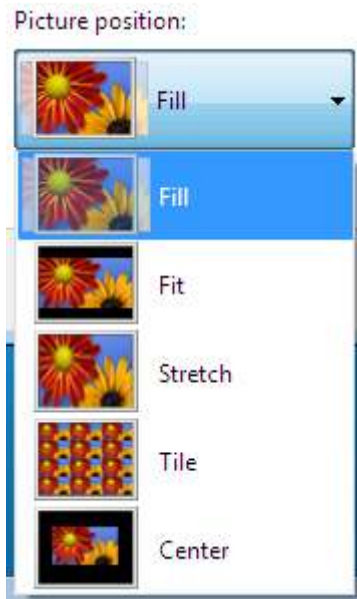 Picture position:
Fill
Fill
Fit
Stretch
Tile
Center